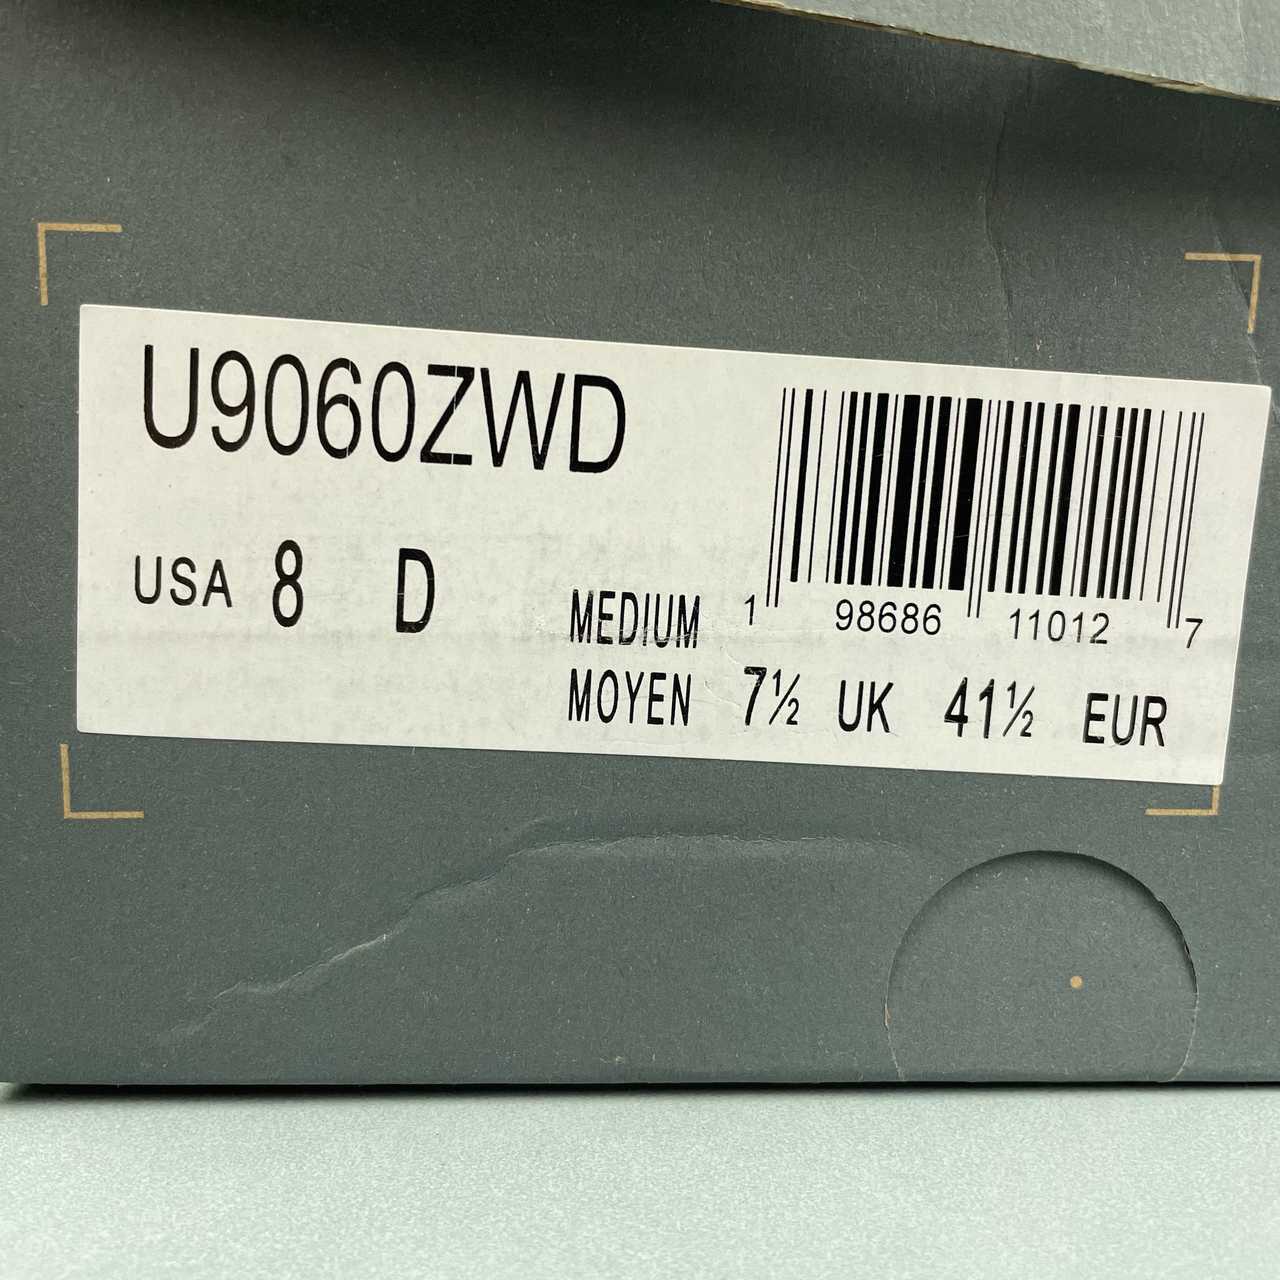 U9060ZWD
USA 8 D
MEDIUM
1 98686 11012 7
MOYEN 7½ UK 41½ EUR